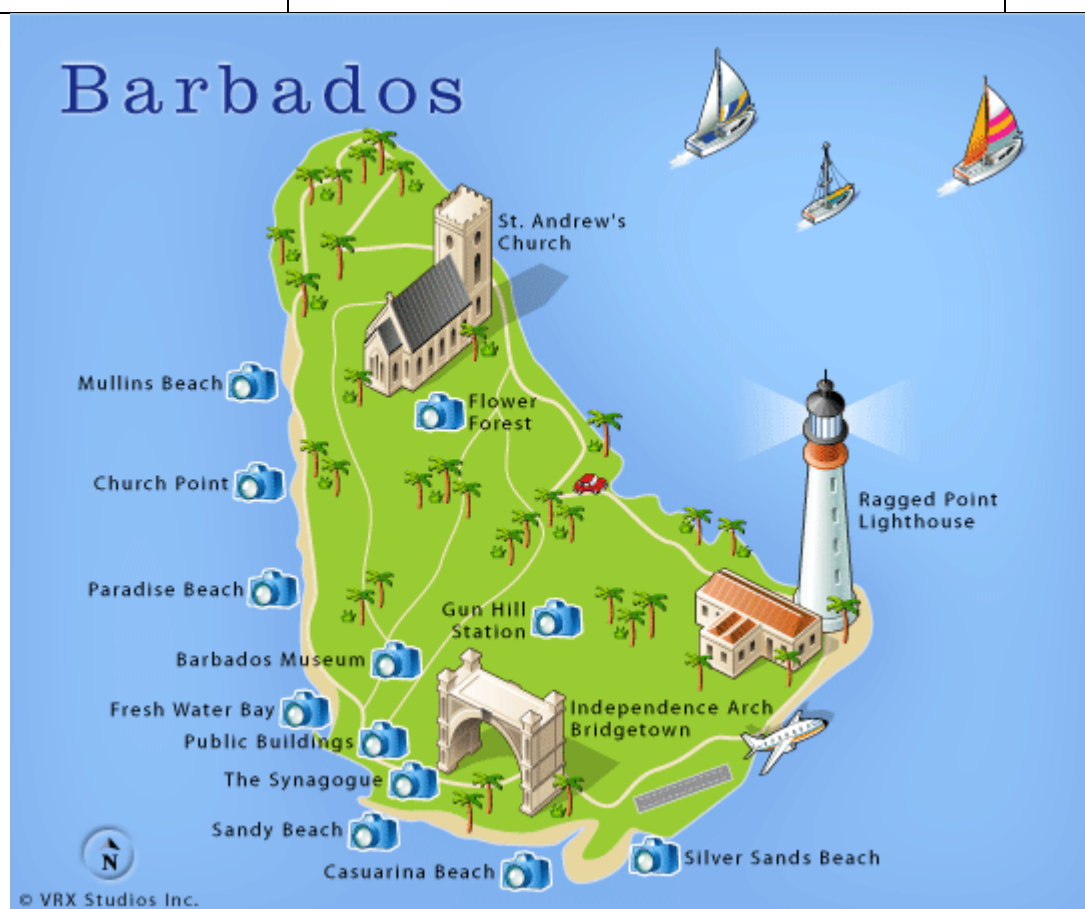 Barbados
St. Andrew's
Church
Mullins Beach
Flower
Forest
Church Point
Ragged Point
Lighthouse
Paradise Beach
Gun Hill
Station
Barbados Museum
Fresh Water Bay
Independence Arch
Bridgetown
Public Buildings
The Synagogue
Sandy Beach
Casuarina Beach
Silver Sands Beach
N
© VRX Studios Inc.